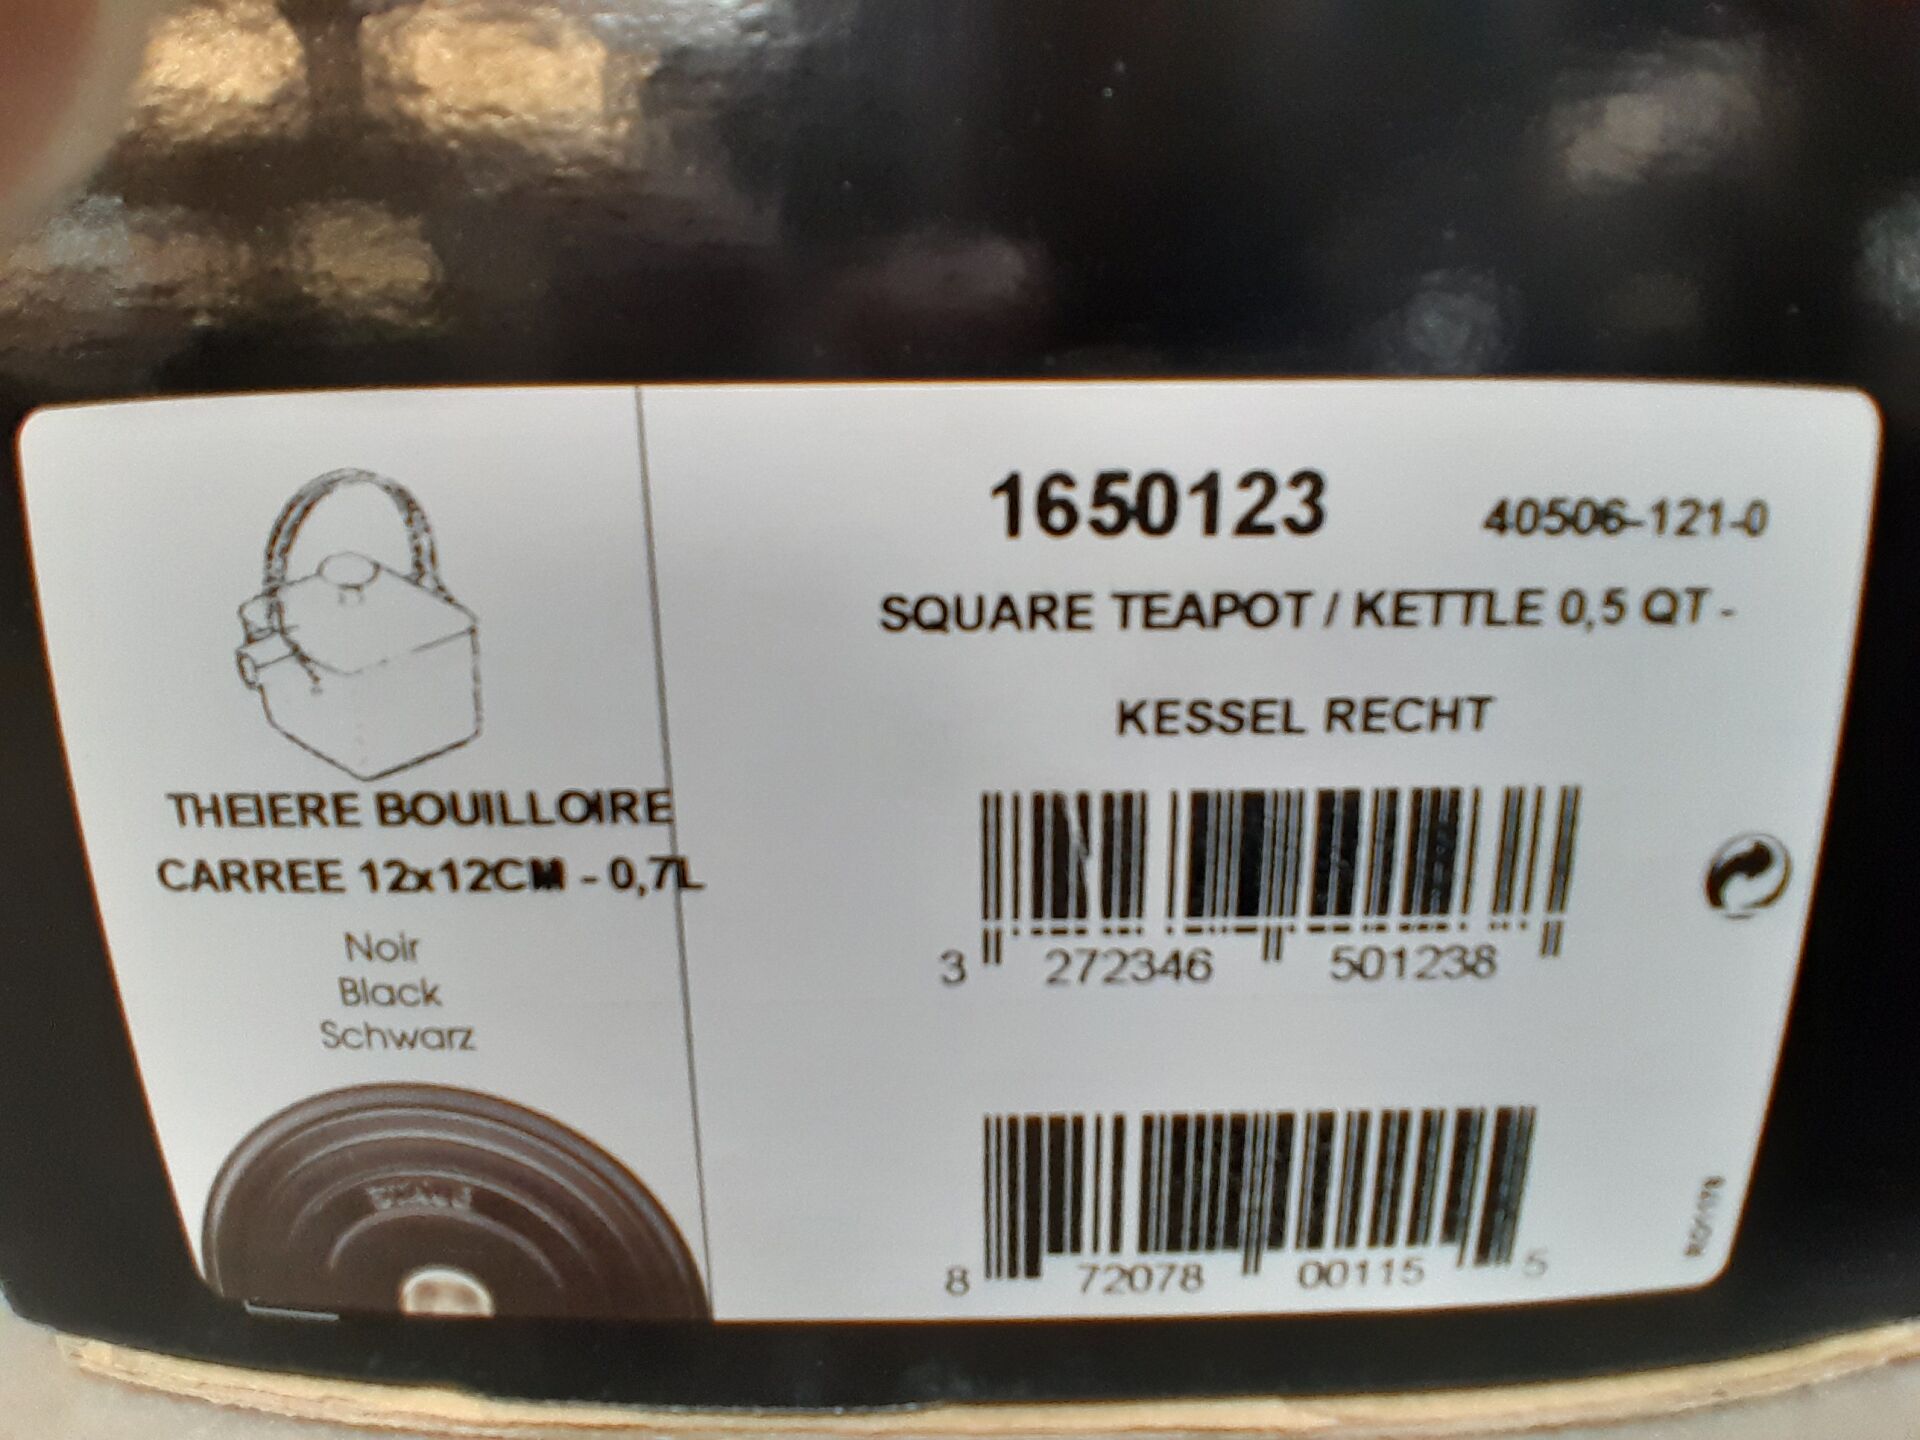 1650123 40506-121-0
SQUARE TEAPOT / KETTLE 0,5 QT -
KESSEL RECHT
THEIERE BOUILLOIRE
CARREE 12x12CM - 0,7L
Noir
Black
Schwarz
3 272346 501238
8 72078 00115 5